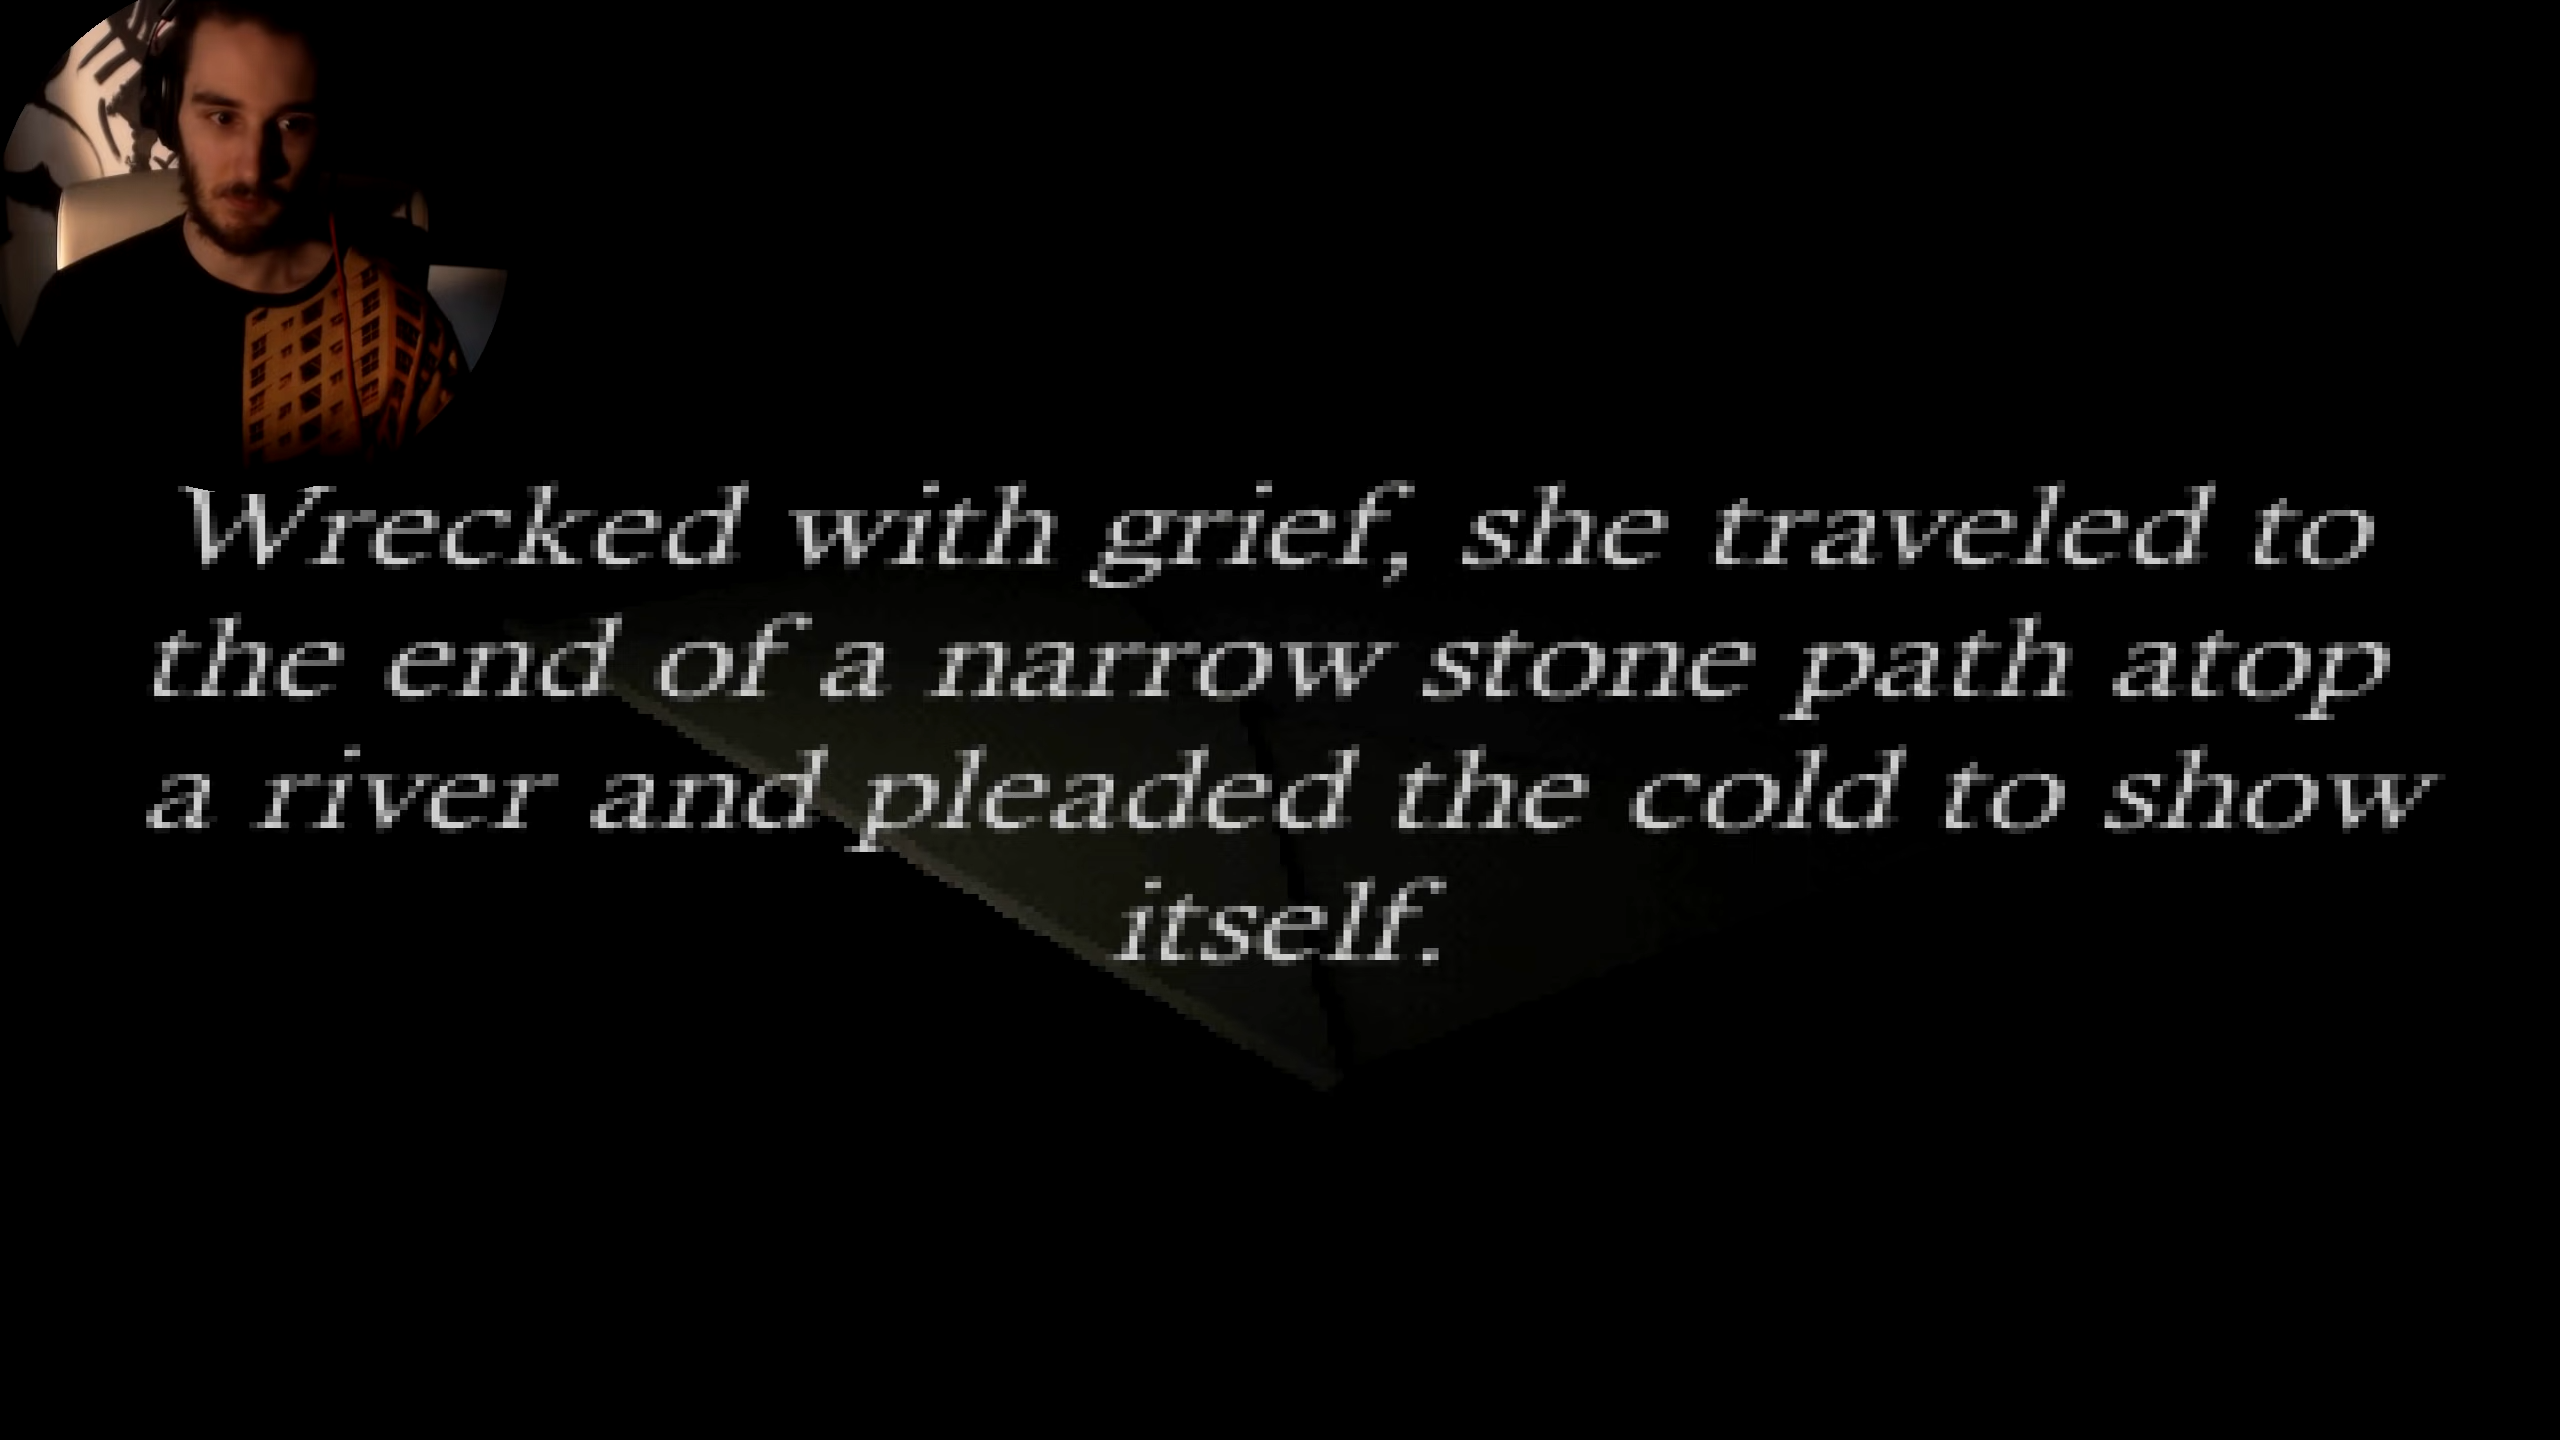 Wrecked with grief, she traveled to
the end of a narrow stone path atop
a river and pleaded the cold to show
itself.